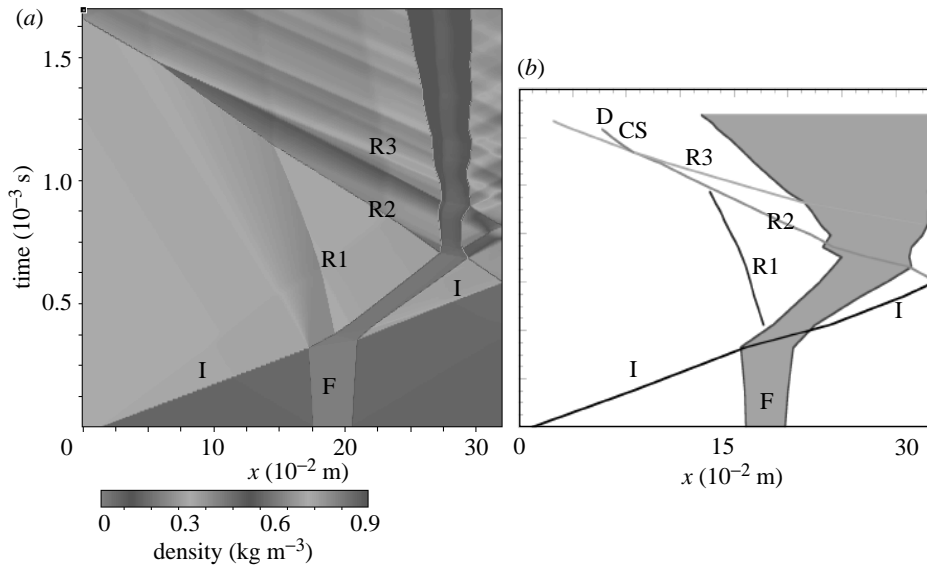 (a)
1.5
1.0
0.5
0
time (10⁻³ s)
R3
R2
R1
I
I
F
10
20
30
x (10⁻² m)
0 0.3 0.6 0.9
density (kg m⁻³)
(b)
D
CS
R3
R2
R1
I
I
F
0
15
30
x (10⁻² m)